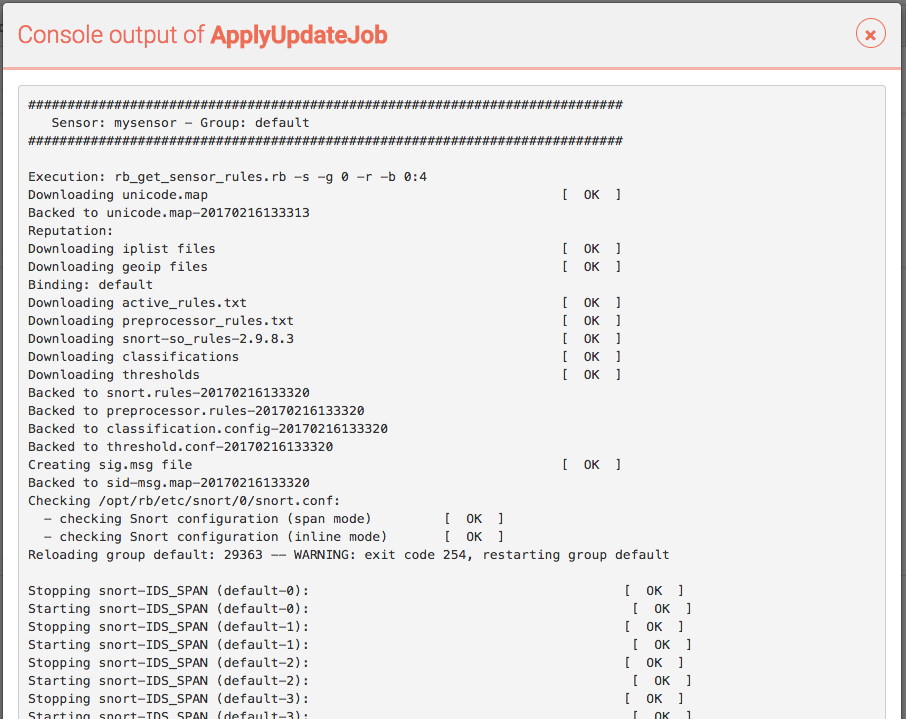 Console output of ApplyUpdateJob
############################################################################
Sensor: mysensor - Group: default
############################################################################
Execution: rb_get_sensor_rules.rb -s -g 0 -r -b 0:4
Downloading unicode.map [ OK ]
Backed to unicode.map-20170216133313
Reputation:
Downloading iplist files [ OK ]
Downloading geoip files [ OK ]
Binding: default
Downloading active_rules.txt [ OK ]
Downloading preprocessor_rules.txt [ OK ]
Downloading snort-so_rules-2.9.8.3 [ OK ]
Downloading classifications [ OK ]
Downloading thresholds [ OK ]
Backed to snort.rules-20170216133320
Backed to preprocessor.rules-20170216133320
Backed to classification.config-20170216133320
Backed to threshold.conf-20170216133320
Creating sig.msg file [ OK ]
Backed to sid-msg.map-20170216133320
Checking /opt/rb/etc/snort/0/snort.conf:
- checking Snort configuration (span mode) [ OK ]
- checking Snort configuration (inline mode) [ OK ]
Reloading group default: 29363 -- WARNING: exit code 254, restarting group default
Stopping snort-IDS_SPAN (default-0): [ OK ]
Starting snort-IDS_SPAN (default-0): [ OK ]
Stopping snort-IDS_SPAN (default-1): [ OK ]
Starting snort-IDS_SPAN (default-1): [ OK ]
Stopping snort-IDS_SPAN (default-2): [ OK ]
Starting snort-IDS_SPAN (default-2): [ OK ]
Stopping snort-IDS_SPAN (default-3): [ OK ]
Starting snort-IDS_SPAN (default-3): [ OK ]